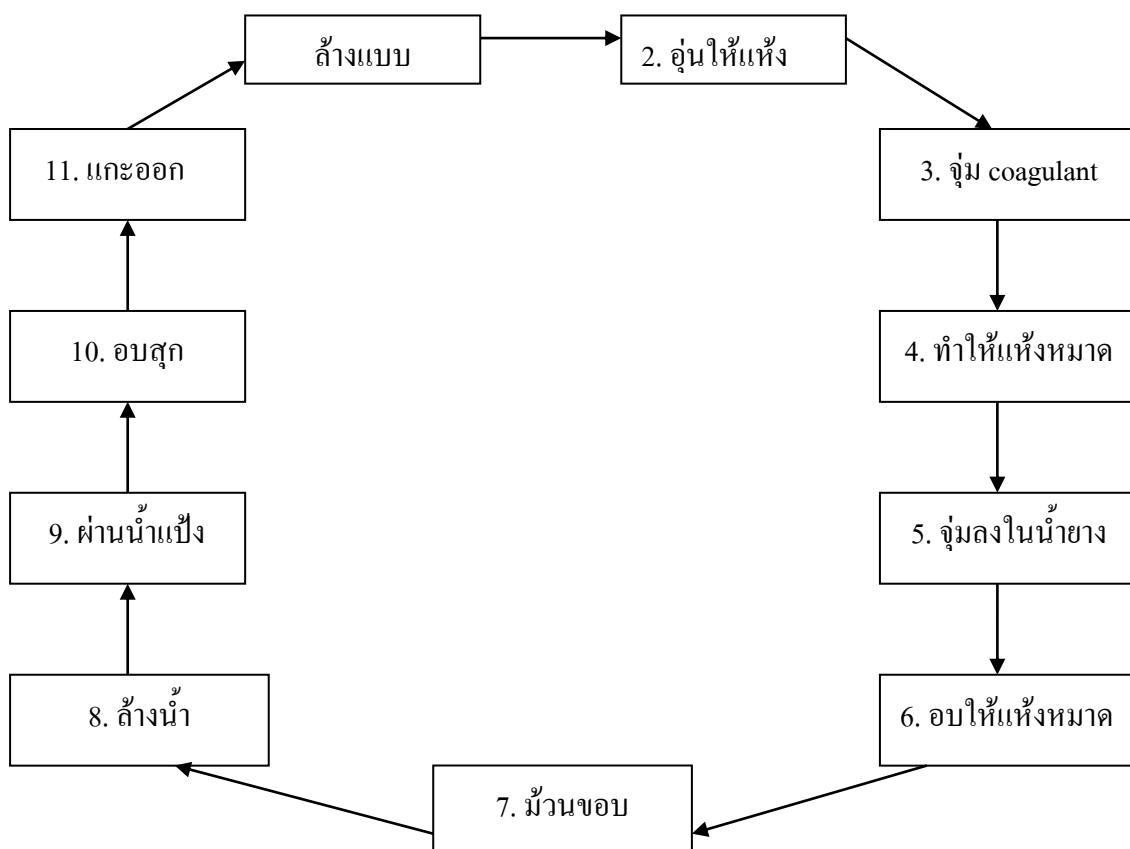 ล้างแบบ
2. อุ่นให้แห้ง
3. จุ่ม coagulant
4. ทำให้แห้งหมาด
5. จุ่มลงในน้ำยาง
6. อบให้แห้งหมาด
7. ม้วนขอบ
8. ล้างน้ำ
9. ผ่านน้ำแป้ง
10. อบสุก
11. แกะออก